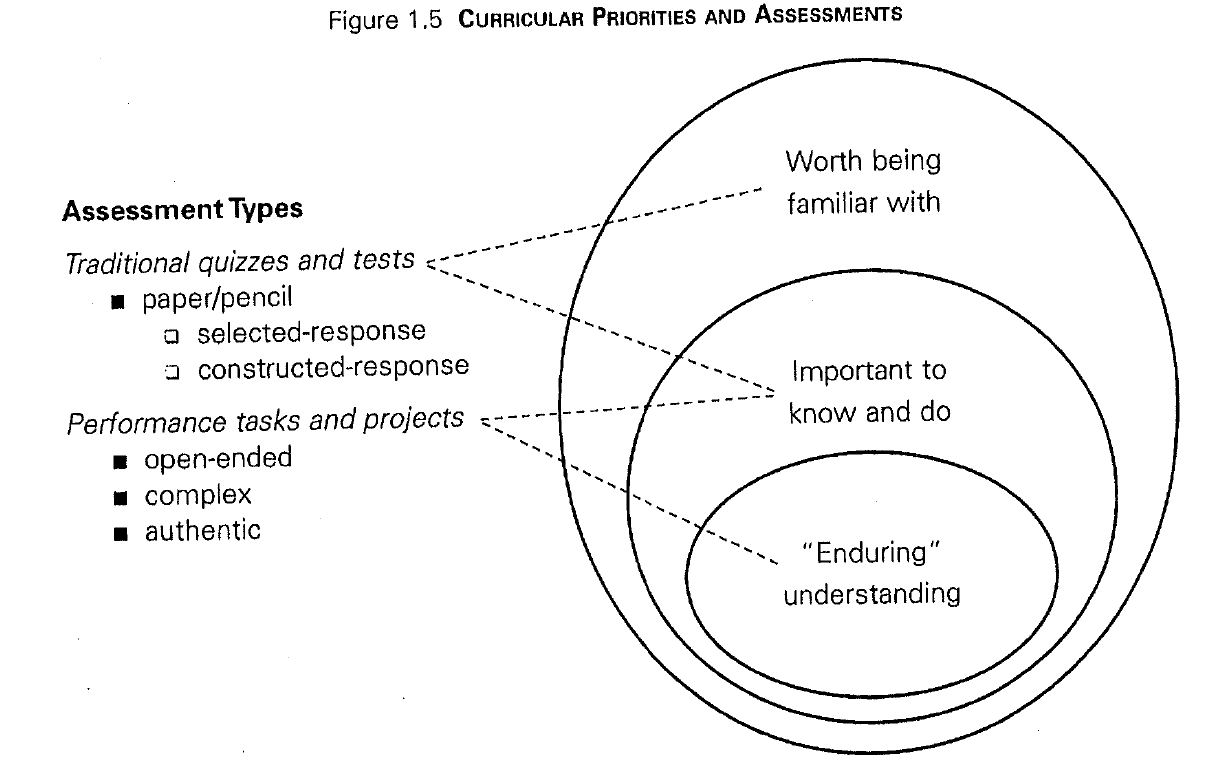 Figure 1.5 CURRICULAR PRIORITIES AND ASSESSMENTS
Assessment Types
Traditional quizzes and tests
■ paper/pencil
❏ selected-response
❏ constructed-response
Performance tasks and projects
■ open-ended
■ complex
■ authentic
Worth being
familiar with
Important to
know and do
"Enduring"
understanding